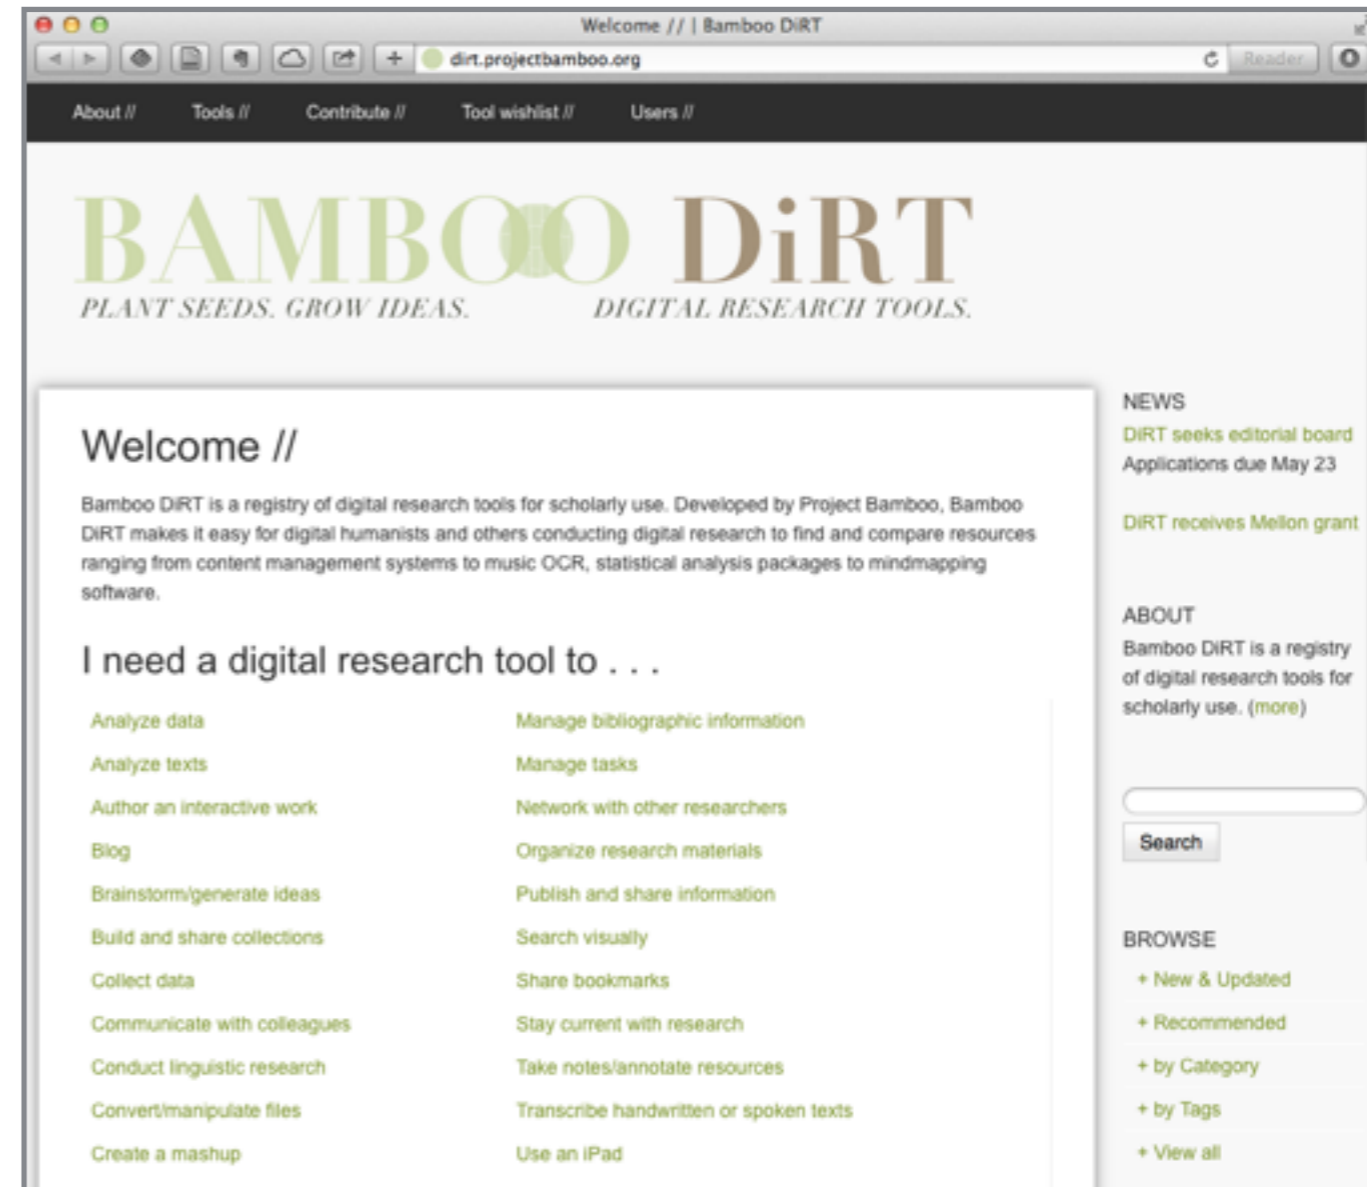 Welcome // | Bamboo DiRT
dirt.projectbamboo.org
Reader
About //
Tools //
Contribute //
Tool wishlist //
Users //
BAMBOO DiRT
PLANT SEEDS. GROW IDEAS.
DIGITAL RESEARCH TOOLS.
Welcome //
Bamboo DiRT is a registry of digital research tools for scholarly use. Developed by Project Bamboo, Bamboo
DiRT makes it easy for digital humanists and others conducting digital research to find and compare resources
ranging from content management systems to music OCR, statistical analysis packages to mindmapping
software.
I need a digital research tool to . . .
Analyze data
Analyze texts
Author an interactive work
Blog
Brainstorm/generate ideas
Build and share collections
Collect data
Communicate with colleagues
Conduct linguistic research
Convert/manipulate files
Create a mashup
Manage bibliographic information
Manage tasks
Network with other researchers
Organize research materials
Publish and share information
Search visually
Share bookmarks
Stay current with research
Take notes/annotate resources
Transcribe handwritten or spoken texts
Use an iPad
NEWS
DiRT seeks editorial board
Applications due May 23
DiRT receives Mellon grant
ABOUT
Bamboo DiRT is a registry
of digital research tools for
scholarly use. (more)
Search
BROWSE
+ New & Updated
+ Recommended
+ by Category
+ by Tags
+ View all